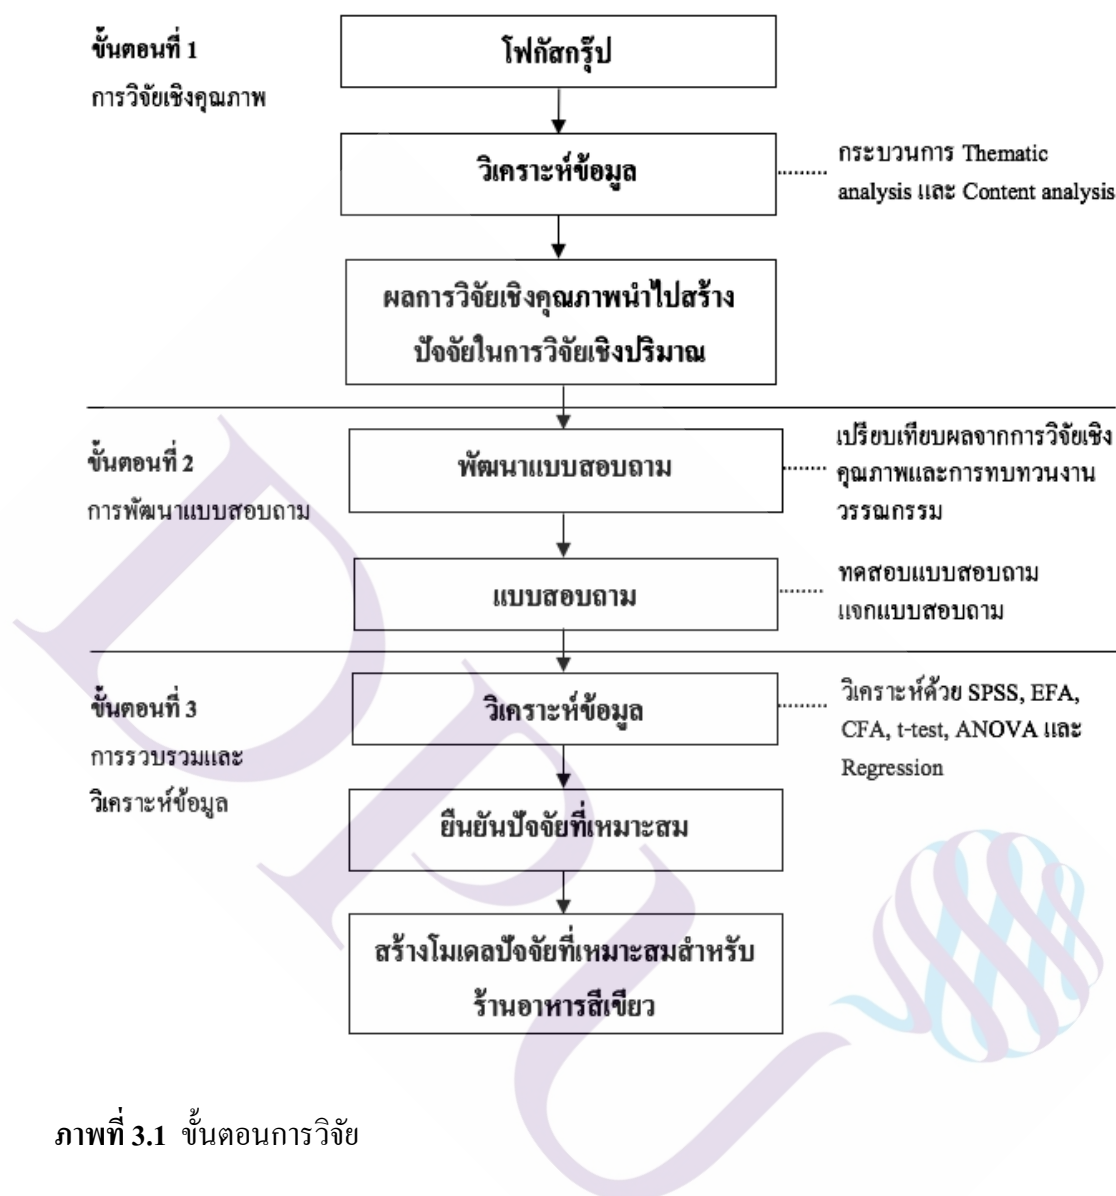 ขั้นตอนที่ 1
การวิจัยเชิงคุณภาพ
โฟกัสกรุ๊ป
วิเคราะห์ข้อมูล
กระบวนการ Thematic
analysis และ Content analysis
ผลการวิจัยเชิงคุณภาพนำไปสร้าง
ปัจจัยในการวิจัยเชิงปริมาณ
ขั้นตอนที่ 2
การพัฒนาแบบสอบถาม
พัฒนาแบบสอบถาม
เปรียบเทียบผลจากการวิจัยเชิง
คุณภาพและการทบทวนงาน
วรรณกรรม
แบบสอบถาม
ทดสอบแบบสอบถาม
แจกแบบสอบถาม
ขั้นตอนที่ 3
การรวบรวมและ
วิเคราะห์ข้อมูล
วิเคราะห์ข้อมูล
วิเคราะห์ด้วย SPSS, EFA,
CFA, t-test, ANOVA และ
Regression
ยืนยันปัจจัยที่เหมาะสม
สร้างโมเดลปัจจัยที่เหมาะสมสำหรับ
ร้านอาหารสีเขียว
DPU
ภาพที่ 3.1 ขั้นตอนการวิจัย